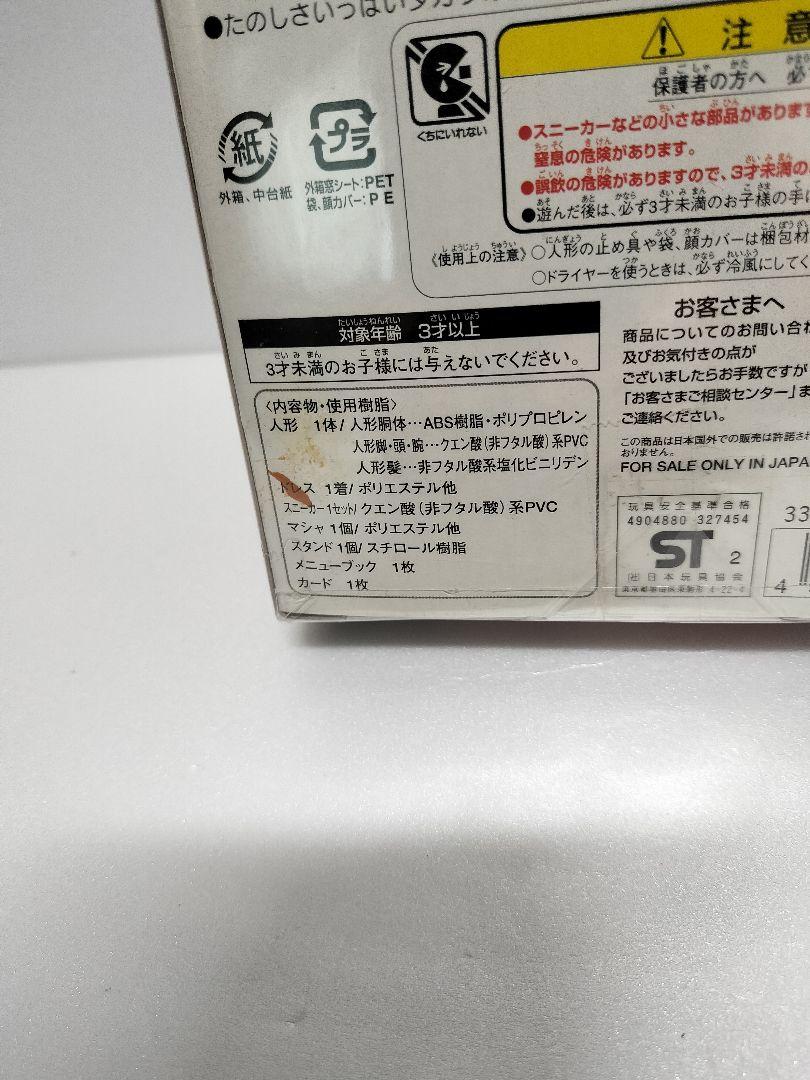 ●たのしさいっぱい
注意
保護者の方へ 必
くちにいれない
●スニーカーなどの小さな部品があります
窒息の危険があります。
●誤飲の危険がありますので、3才未満の
●遊んだ後は、必ず3才未満のお子様の手に
《使用上の注意》○人形の止め具や袋、顔カバーは梱包材
○ドライヤーを使うときは、必ず冷風にしてく
紙
外箱、中台紙
プラ
外箱窓シート:PET
袋、顔カバー:PE
対象年齢 3才以上
3才未満のお子様には与えないでください。
〈内容物・使用樹脂〉
人形 1体/人形胴体…ABS樹脂・ポリプロピレン
人形脚・頭・腕…クエン酸(非フタル酸)系PVC
人形髪…非フタル酸系塩化ビニリデン
ドレス 1着/ポリエステル他
スニーカー1セット/クエン酸(非フタル酸)系PVC
マシャ1個/ポリエステル他
スタンド1個/スチロール樹脂
メニューブック 1枚
カード 1枚
お客さまへ
商品についてのお問い合わ
及びお気付きの点が
ございましたらお手数ですが
「お客さまご相談センター」ま
ご連絡ください。
この商品は日本国外での販売は許諾され
おりません。
FOR SALE ONLY IN JAPA
玩具安全基準合格
4904880 327454
ST 2
(社)日本玩具協会
東京都墨田区東駒形 4-22-4
33
4